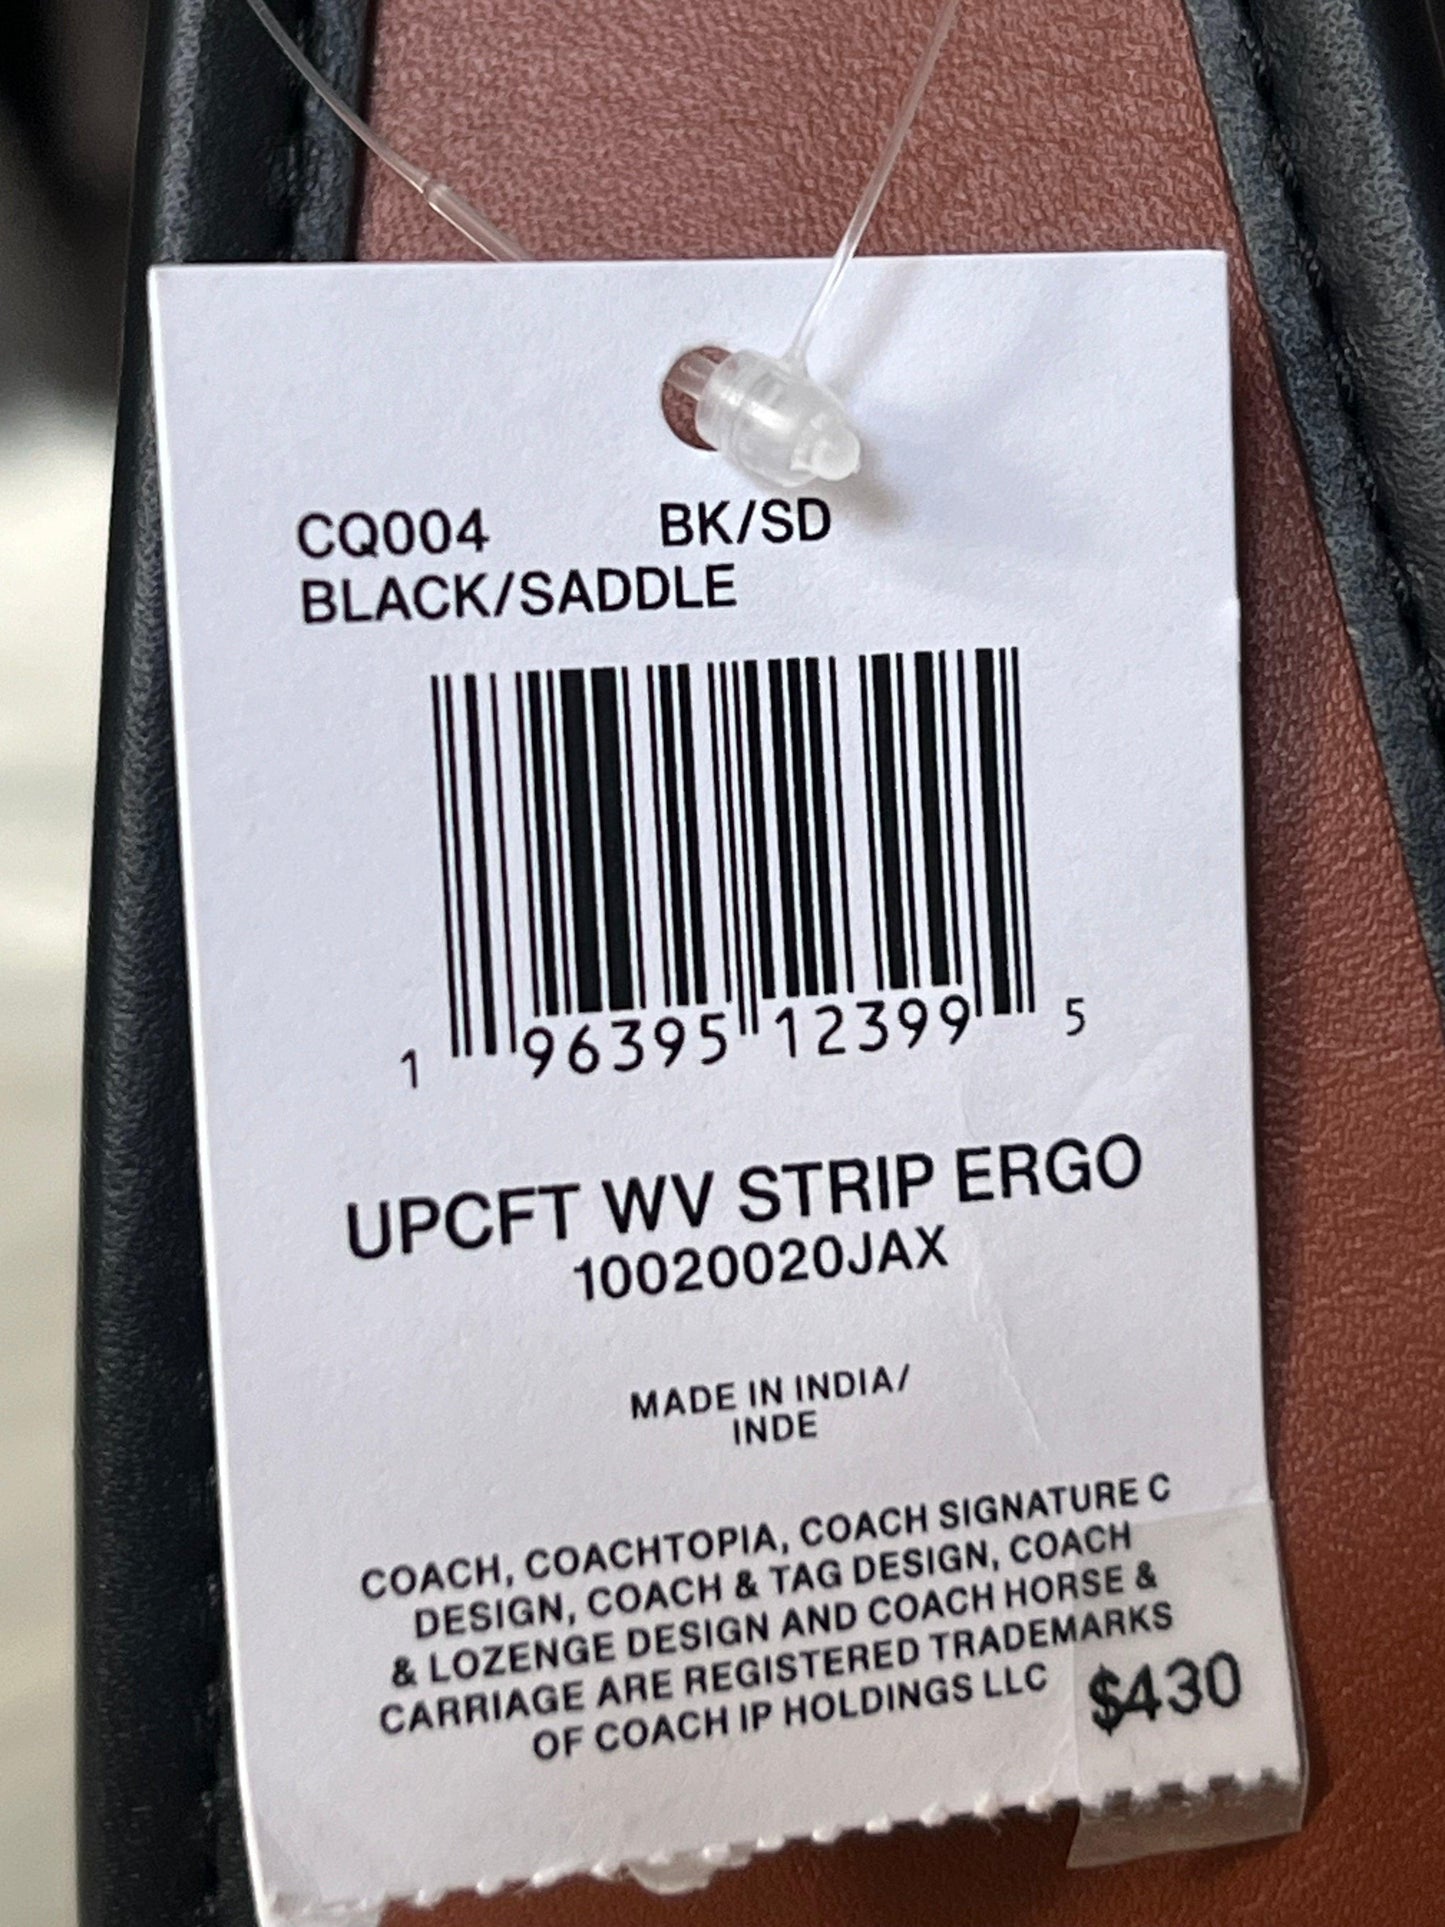 CQ004 BK/SD
BLACK/SADDLE
1 96395 12399 5
UPCFT WV STRIP ERGO
10020020JAX
MADE IN INDIA/
INDE
COACH, COACHTOPIA, COACH SIGNATURE C
DESIGN, COACH & TAG DESIGN, COACH
& LOZENGE DESIGN AND COACH HORSE &
CARRIAGE ARE REGISTERED TRADEMARKS
OF COACH IP HOLDINGS LLC
$430